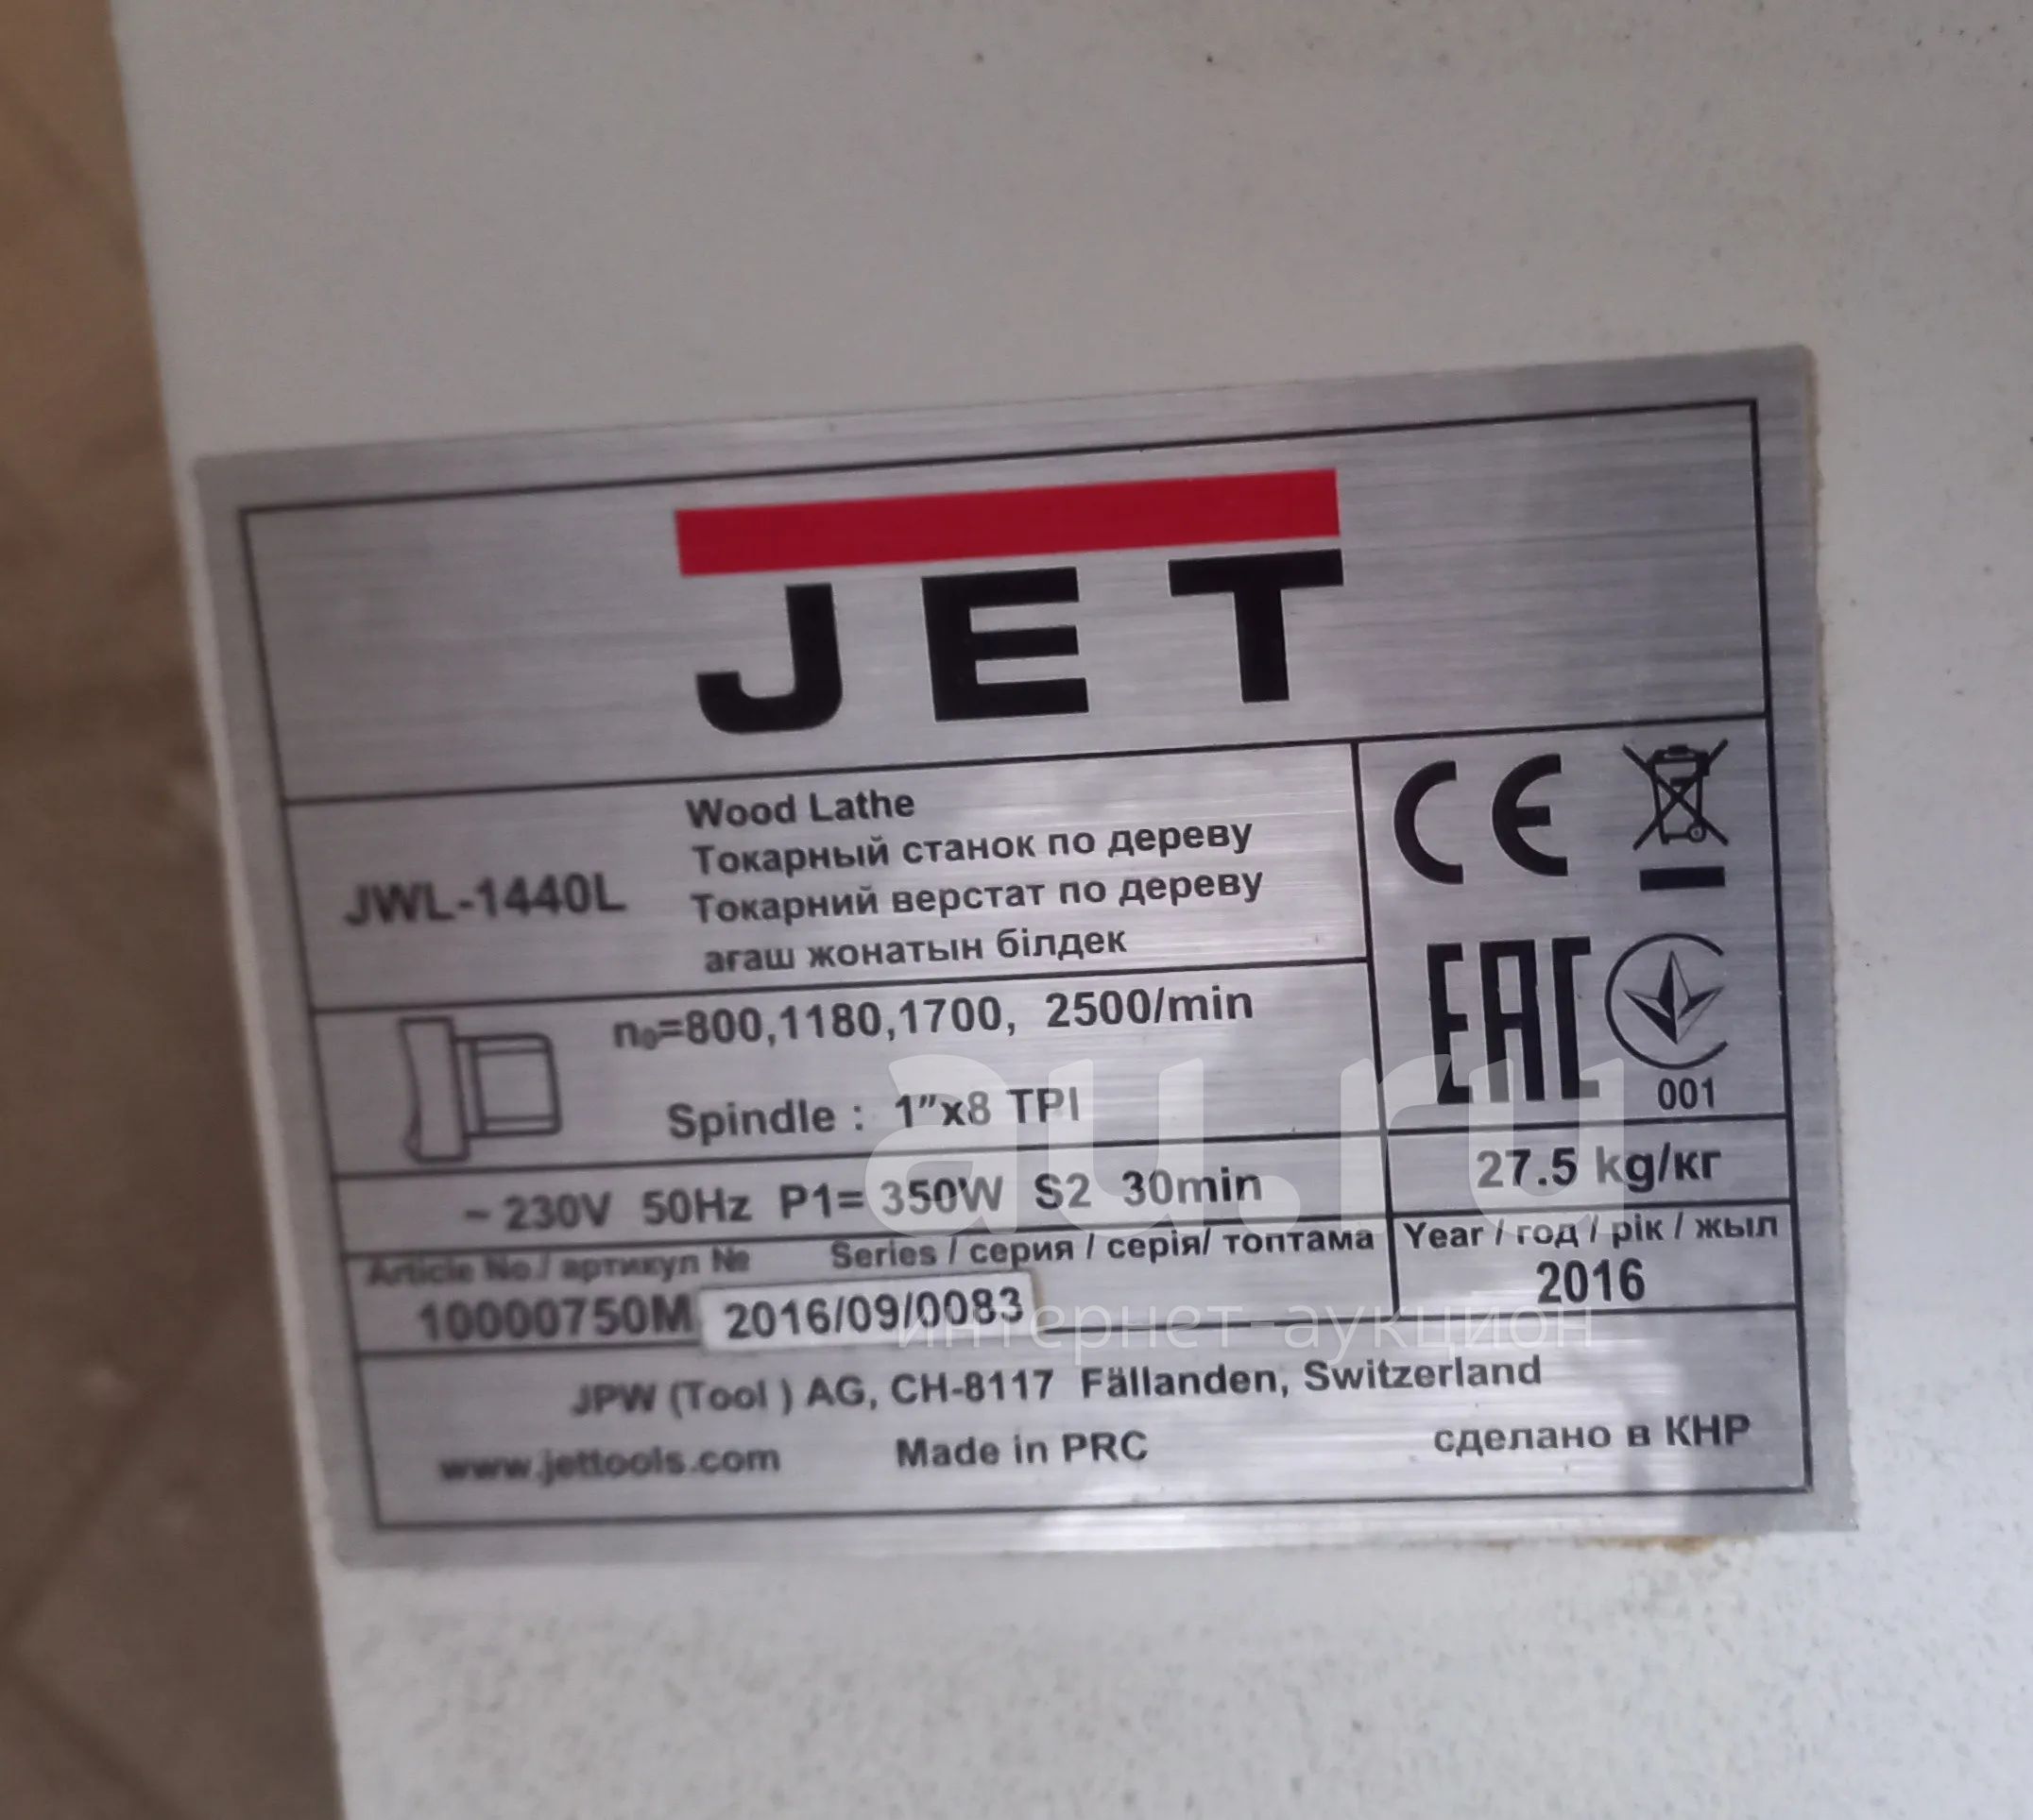 JET
Wood Lathe
Токарный станок по дереву
JWL-1440L
Токарний верстат по дереву
ағаш жонатын білдек
CE
EAC
001
n₀=800,1180,1700, 2500/min
Spindle : 1"x8 TPI
~ 230V 50Hz P1= 350W S2 30min
27.5 kg/кг
Article No./ артикул № Series / серия / серія/ топтама
Year / год / рік / жыл
10000750M 2016/09/0083
2016
JPW (Tool ) AG, CH-8117 Fällanden, Switzerland
www.jettools.com Made in PRC сделано в КНР
au.ru
интернет-аукцион